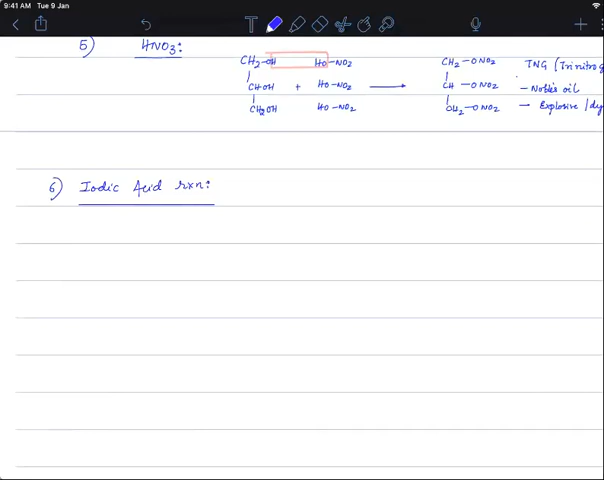 9:41 AM Tue 9 Jan
5) HNO3:
CH2-OH HO-NO2 CH2-ONO2 TNG (Trinitrog
CHOH + HO-NO2 CH-ONO2 -Noble's oil
CH2OH HO-NO2 CH2-ONO2 - Explosive/dy
6) Iodic Acid rxn: